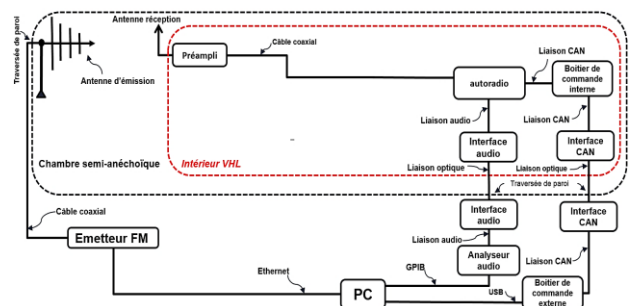 Antenne réception
Traversée de paroi
Préampli
Câble coaxial
Antenne d'émission
Liaison CAN
Boitier de
commande
interne
autoradio
Liaison audio
Liaison CAN
Interface
audio
Interface
CAN
Chambre semi-anéchoïque
Intérieur VHL
Liaison optique
Liaison optique
Traversée de paroi
Câble coaxial
Interface
audio
Interface
CAN
Emetteur FM
Liaison audio
Analyseur
audio
Liaison CAN
Ethernet
GPIB
PC
USB
Boitier de
commande
externe